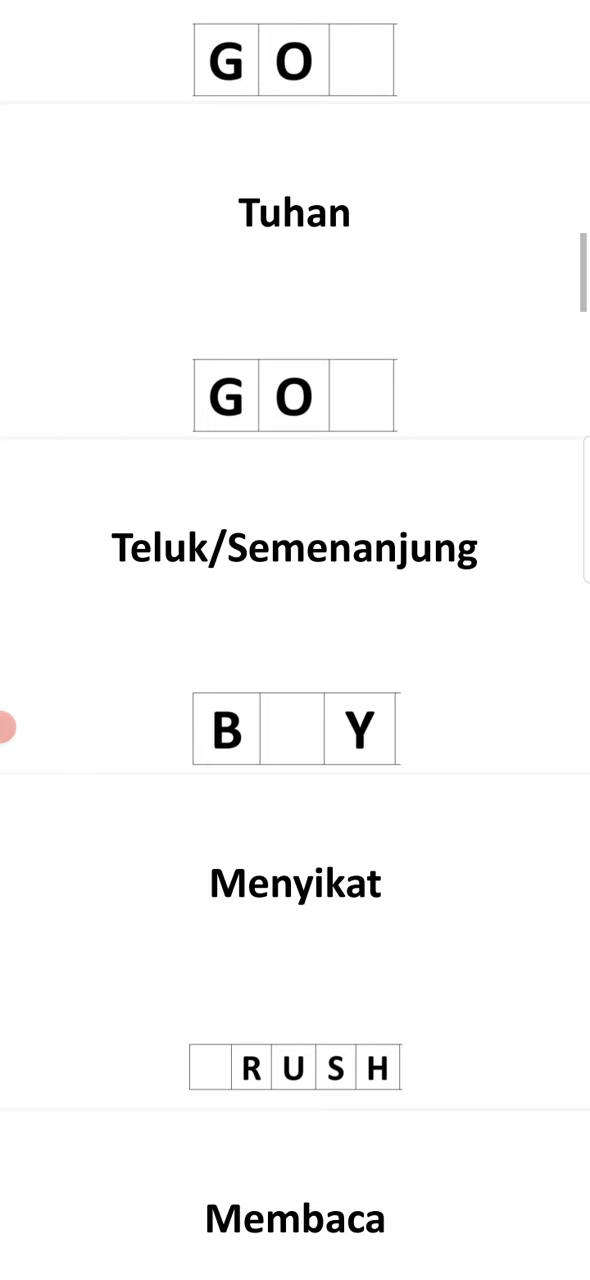 G O
Tuhan
G O
Teluk/Semenanjung
B Y
Menyikat
R U S H
Membaca